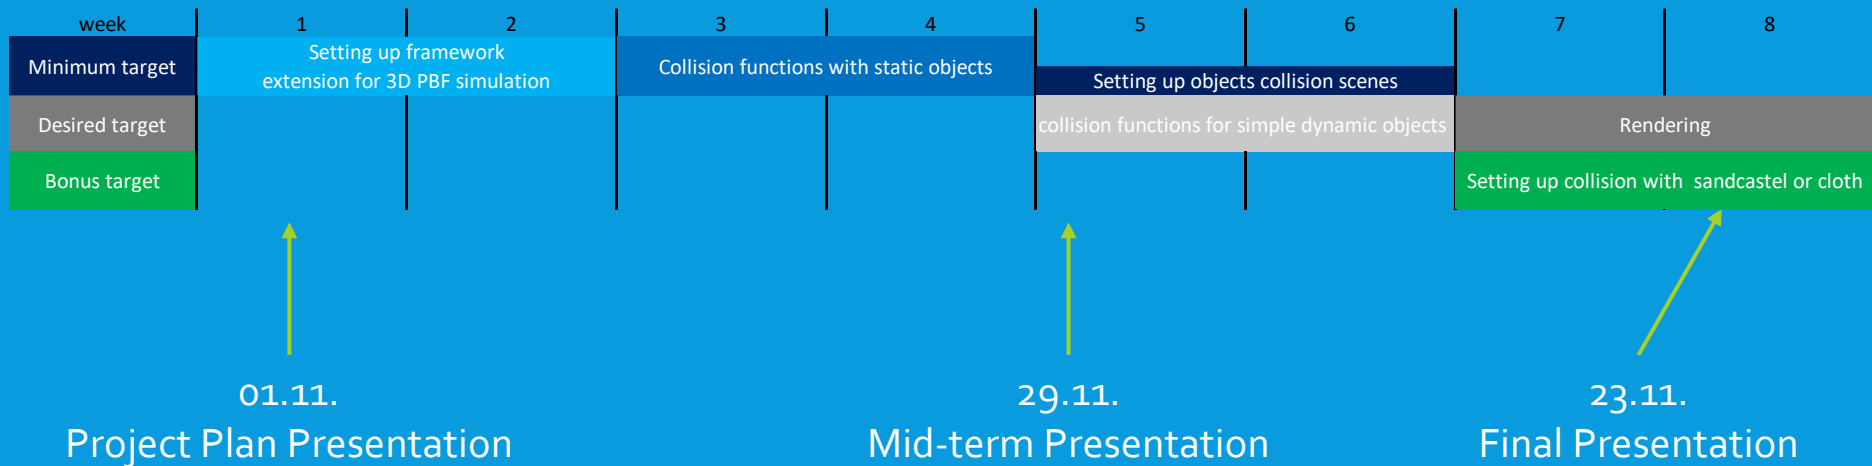 week 1 2 3 4 5 6 7 8
Minimum target
Setting up framework
extension for 3D PBF simulation
Collision functions with static objects
Setting up objects collision scenes
Desired target
collision functions for simple dynamic objects
Rendering
Bonus target
Setting up collision with sandcastel or cloth
01.11.
Project Plan Presentation
29.11.
Mid-term Presentation
23.11.
Final Presentation